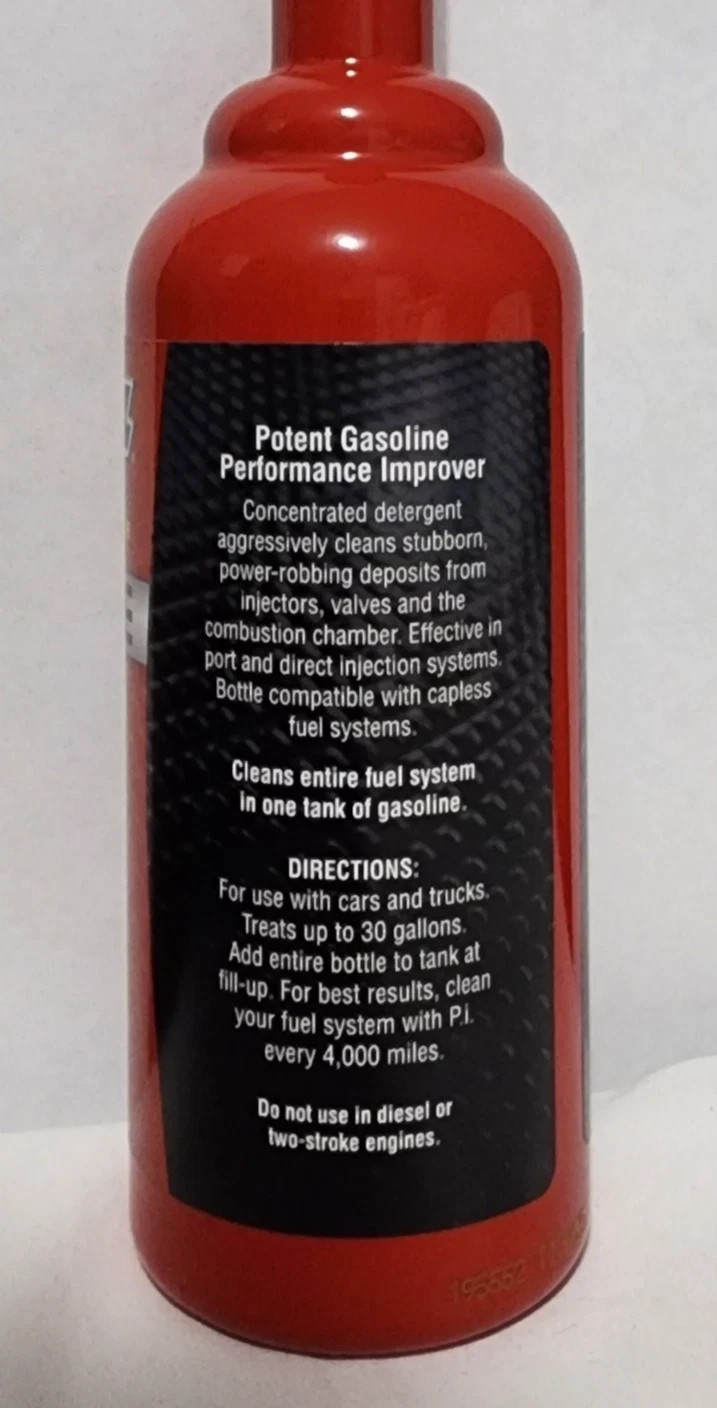 Potent Gasoline
Performance Improver
Concentrated detergent
aggressively cleans stubborn,
power-robbing deposits from
injectors, valves and the
combustion chamber. Effective in
port and direct injection systems.
Bottle compatible with capless
fuel systems.
Cleans entire fuel system
in one tank of gasoline.
DIRECTIONS:
For use with cars and trucks.
Treats up to 30 gallons.
Add entire bottle to tank at
fill-up. For best results, clean
your fuel system with P.i.
every 4,000 miles.
Do not use in diesel or
two-stroke engines.